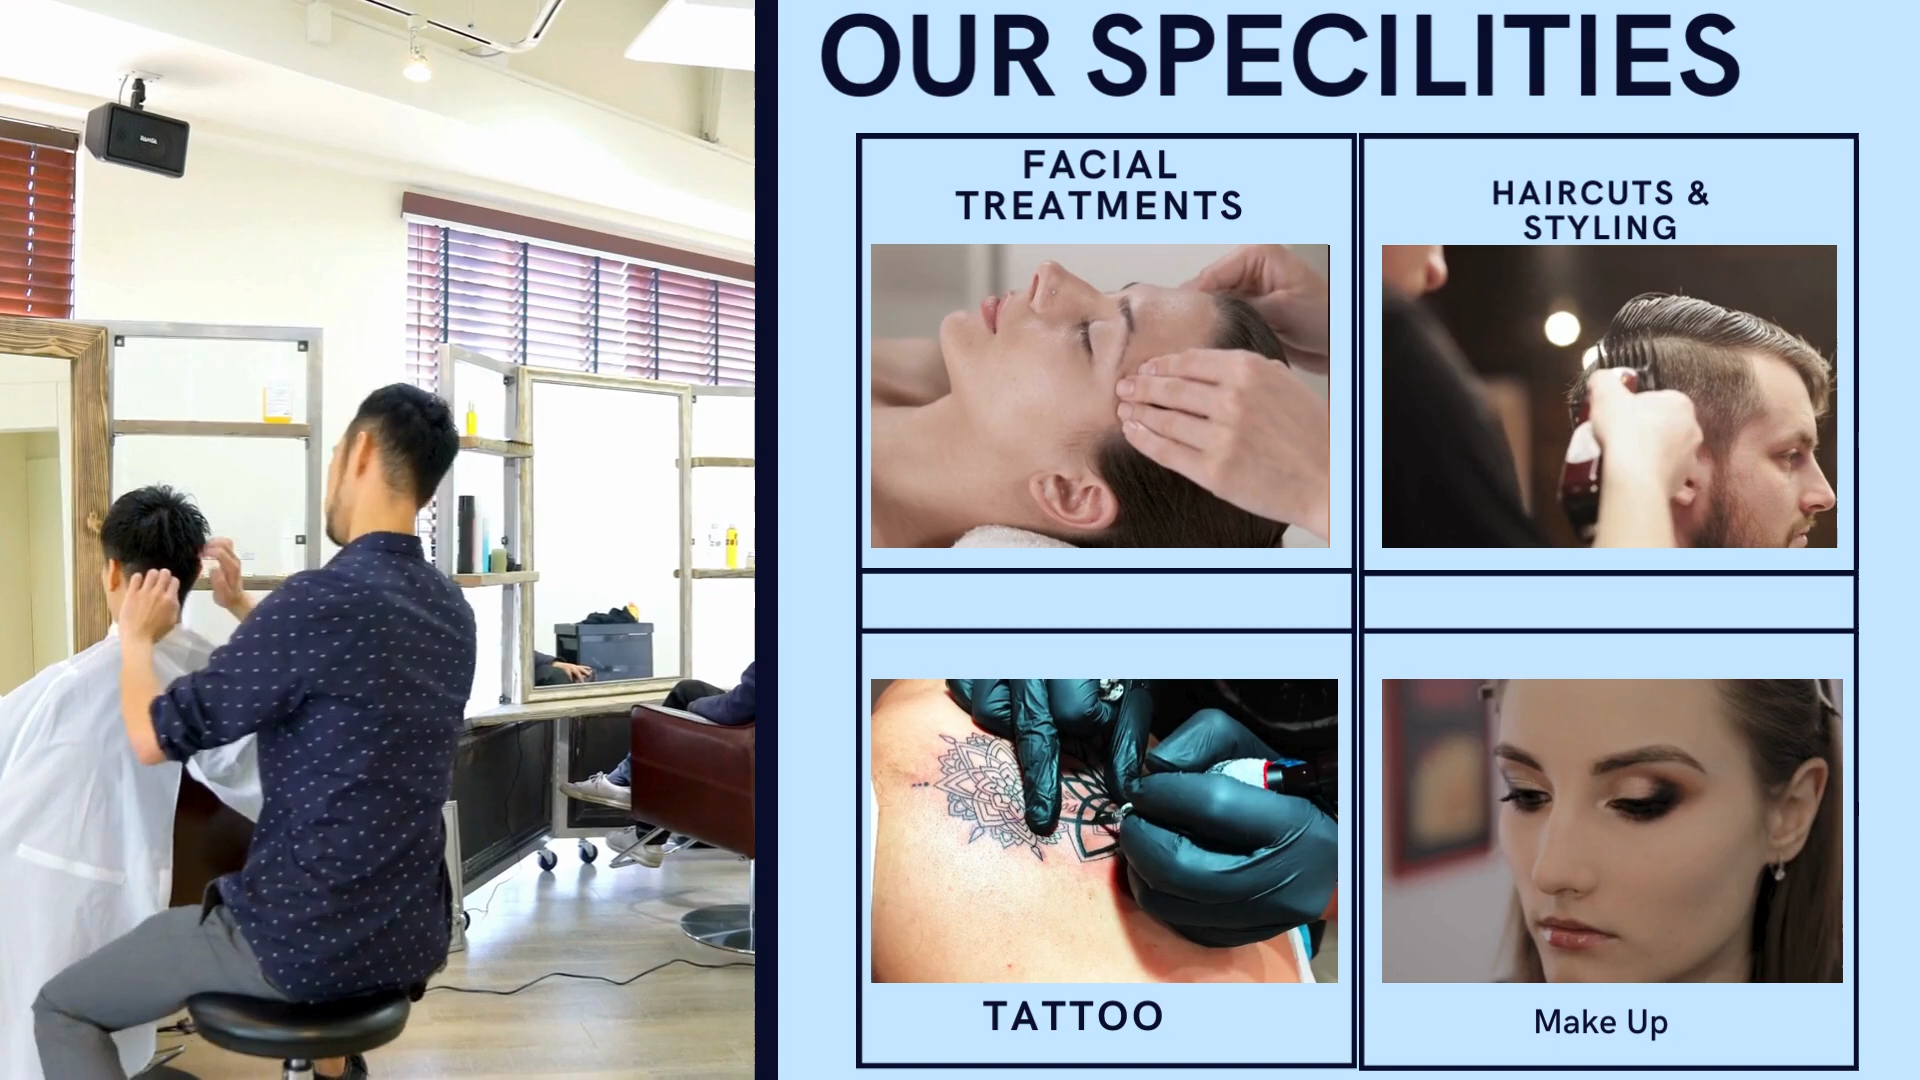 OUR SPECILITIES
FACIAL
TREATMENTS
HAIRCUTS &
STYLING
TATTOO
Make Up